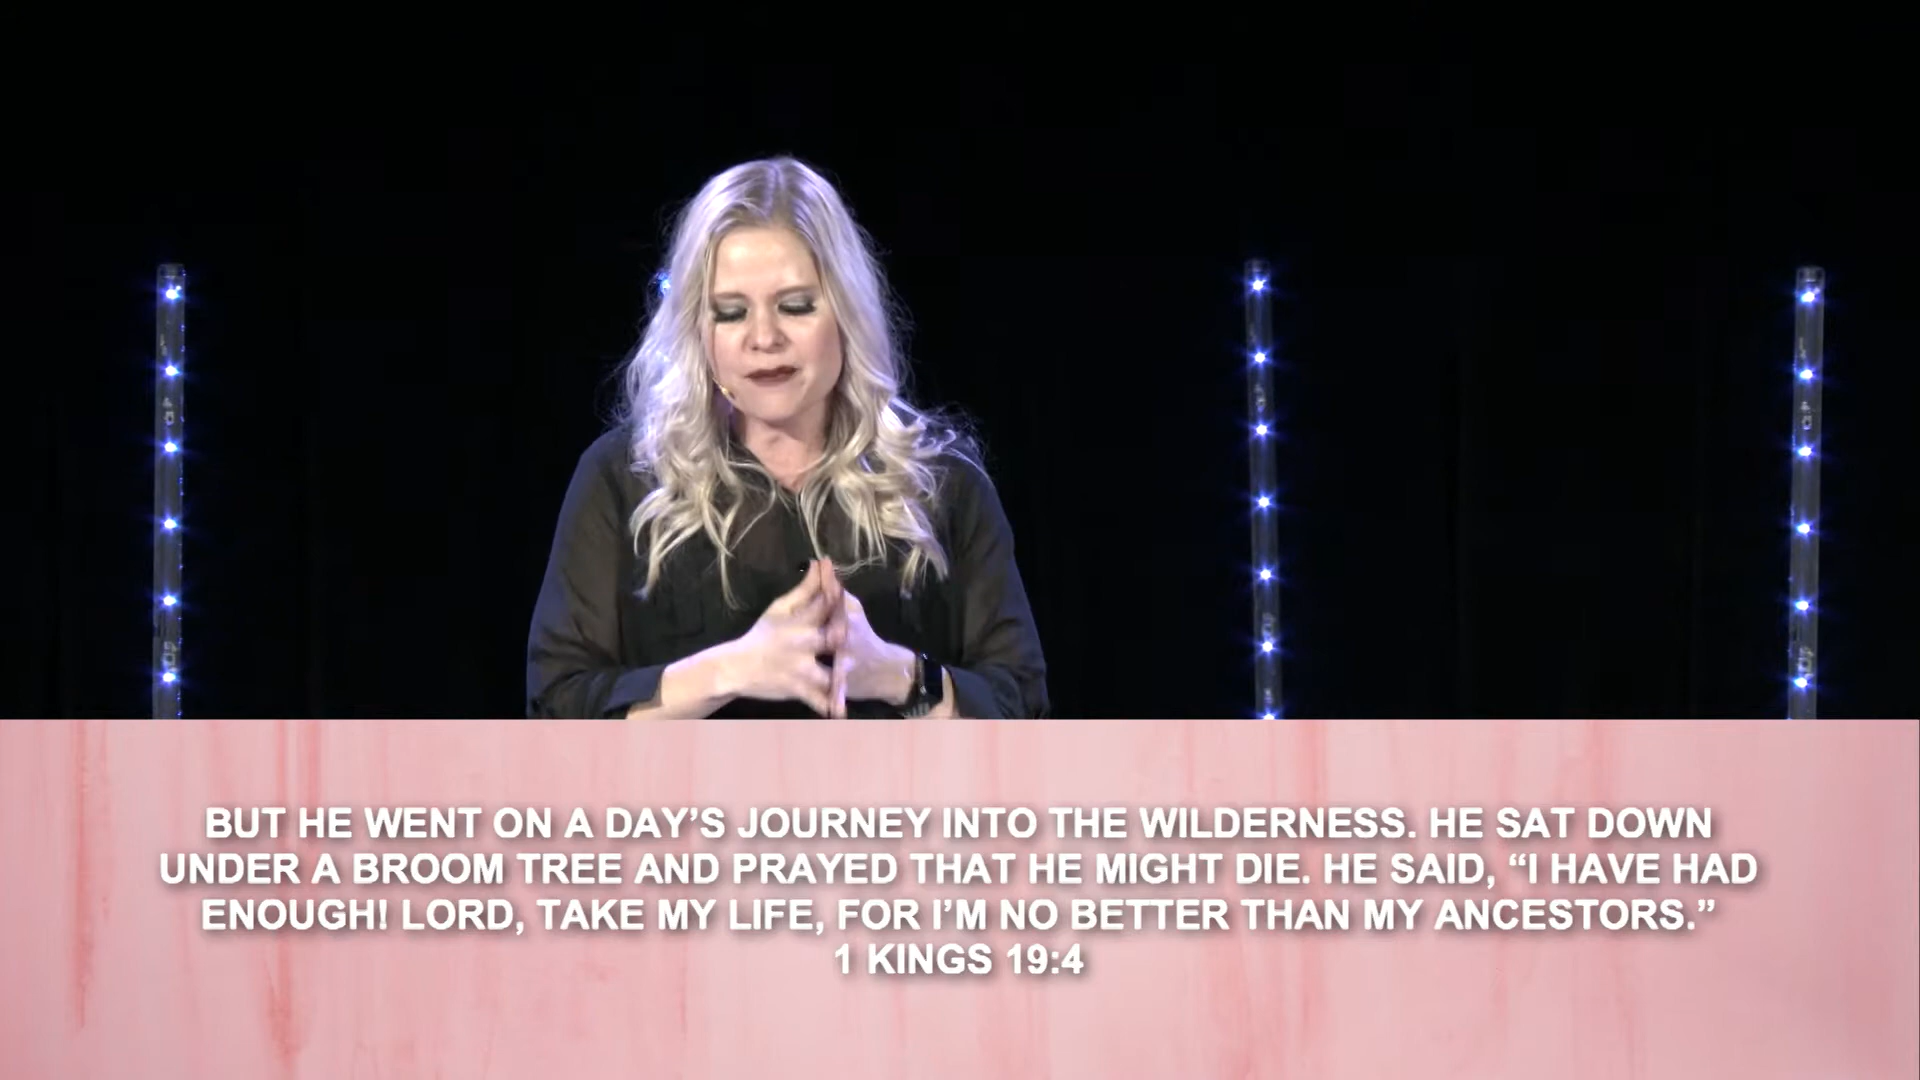 BUT HE WENT ON A DAY’S JOURNEY INTO THE WILDERNESS. HE SAT DOWN
UNDER A BROOM TREE AND PRAYED THAT HE MIGHT DIE. HE SAID, “I HAVE HAD
ENOUGH! LORD, TAKE MY LIFE, FOR I’M NO BETTER THAN MY ANCESTORS.”
1 KINGS 19:4